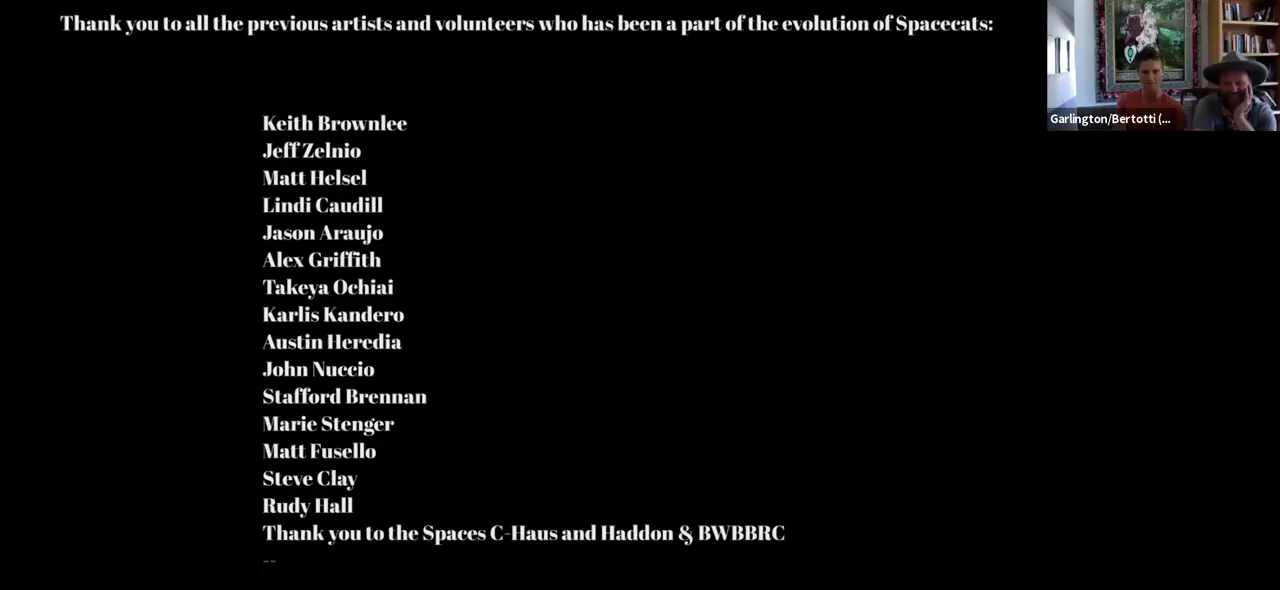 Thank you to all the previous artists and volunteers who has been a part of the evolution of Spacecats:
Garlington/Bertotti (...
Keith Brownlee
Jeff Zelnio
Matt Helsel
Lindi Caudill
Jason Araujo
Alex Griffith
Takeya Ochiai
Karlis Kandero
Austin Heredia
John Nuccio
Stafford Brennan
Marie Stenger
Matt Fusello
Steve Clay
Rudy Hall
Thank you to the Spaces C-Haus and Haddon & BWBBRC
--